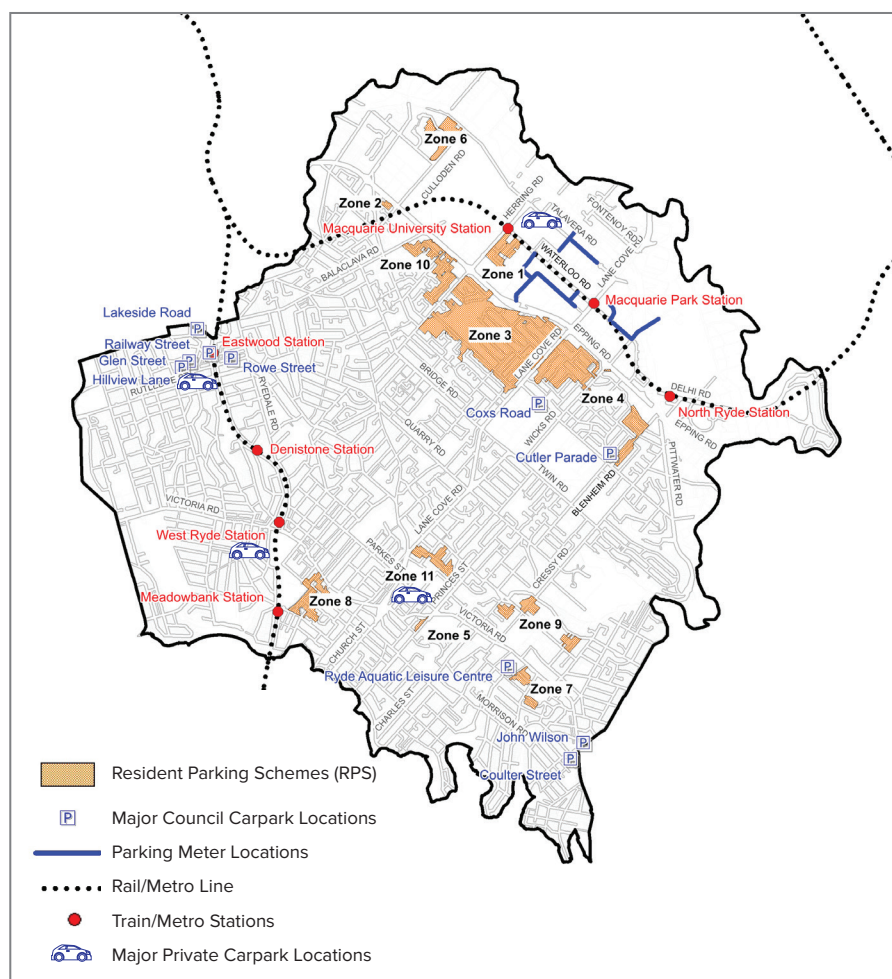 Zone 6
CULLODEN RD
Zone 2
HERRING RD
TALAVERA RD
FONTENOY RD
Macquarie University Station
WATERLOO RD
LANE COVE RD
BALACLAVA RD
Zone 10
Zone 1
Macquarie Park Station
Lakeside Road
Railway Street
Eastwood Station
Glen Street
Rowe Street
Hillview Lane
RYEDALE RD
Zone 3
LANE COVE RD
EPPING RD
BRIDGE RD
Zone 4
DELHI RD
North Ryde Station
EPPING RD
Coxs Road
WICKS RD
QUARRY RD
Denistone Station
Cutler Parade
TWIN RD
PITTWATER RD
BLENHEIM RD
LANE COVE RD
VICTORIA RD
West Ryde Station
PARKES ST
CRESSY RD
Zone 11
PRINCES ST
Meadowbank Station
Zone 8
VICTORIA RD
Zone 9
Zone 5
CHURCH ST
Ryde Aquatic Leisure Centre
Zone 7
CHARLES ST
MORRISON RD
John Wilson
Coulter Street
Resident Parking Schemes (RPS)
P Major Council Carpark Locations
Parking Meter Locations
Rail/Metro Line
Train/Metro Stations
Major Private Carpark Locations